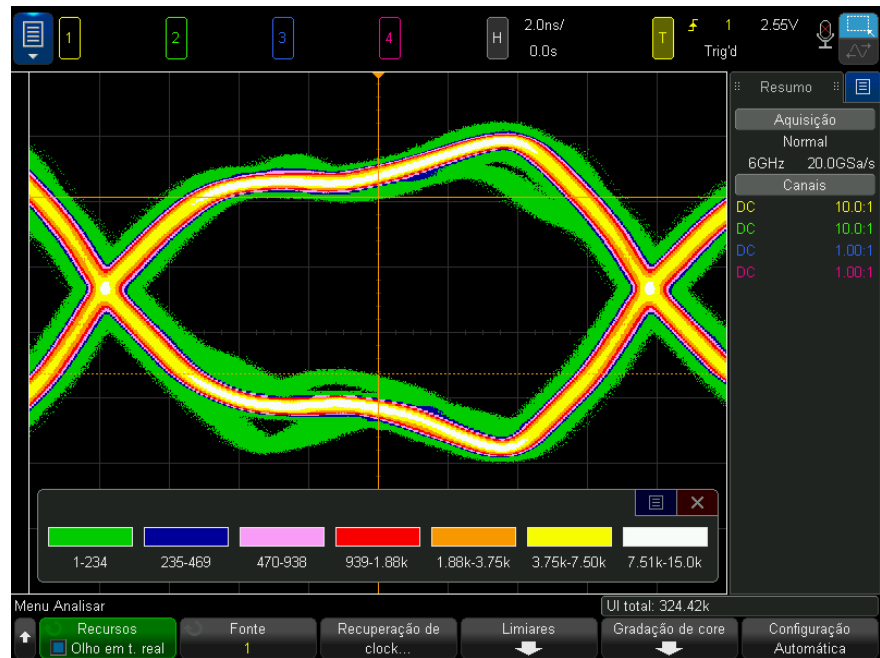 1
2
3
4
H
2.0ns/
0.0s
T
1
2.55V
Trig'd
Resumo
Aquisição
Normal
6GHz 20.0GSa/s
Canais
DC 10.0:1
DC 10.0:1
DC 1.00:1
DC 1.00:1
1-234
235-469
470-938
939-1.88k
1.88k-3.75k
3.75k-7.50k
7.51k-15.0k
Menu Analisar
UI total: 324.42k
Recursos
Olho em t. real
Fonte
1
Recuperação de
clock...
Limiares
Gradação de core
Configuração
Automática